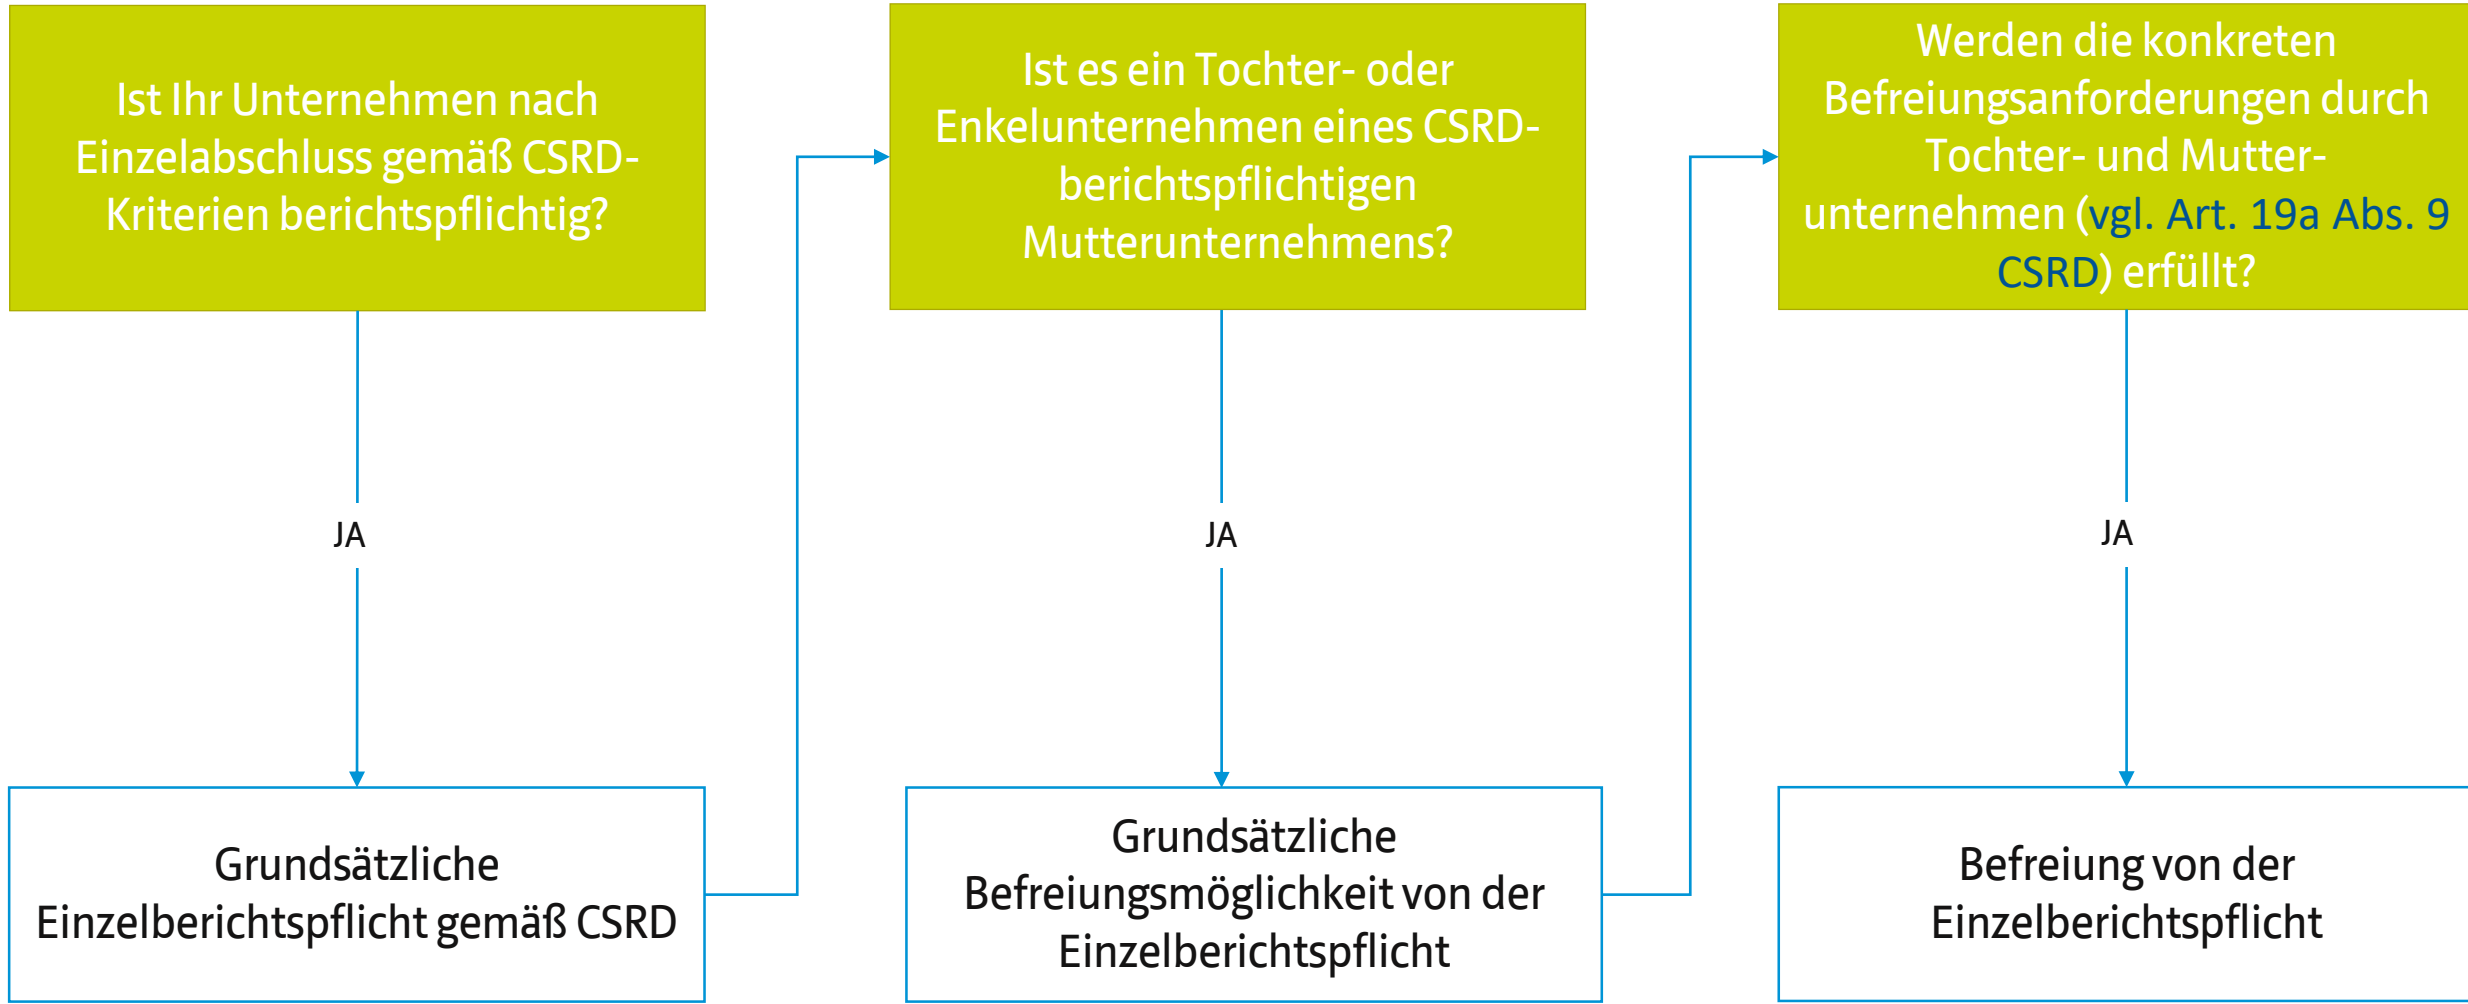 Ist Ihr Unternehmen nach
Einzelabschluss gemäß CSRD-
Kriterien berichtspflichtig?
JA
Grundsätzliche
Einzelberichtspflicht gemäß CSRD
Ist es ein Tochter- oder
Enkelunternehmen eines CSRD-
berichtspflichtigen
Mutterunternehmens?
JA
Grundsätzliche
Befreiungsmöglichkeit von der
Einzelberichtspflicht
Werden die konkreten
Befreiungsanforderungen durch
Tochter- und Mutter-
unternehmen (vgl. Art. 19a Abs. 9
CSRD) erfüllt?
JA
Befreiung von der
Einzelberichtspflicht